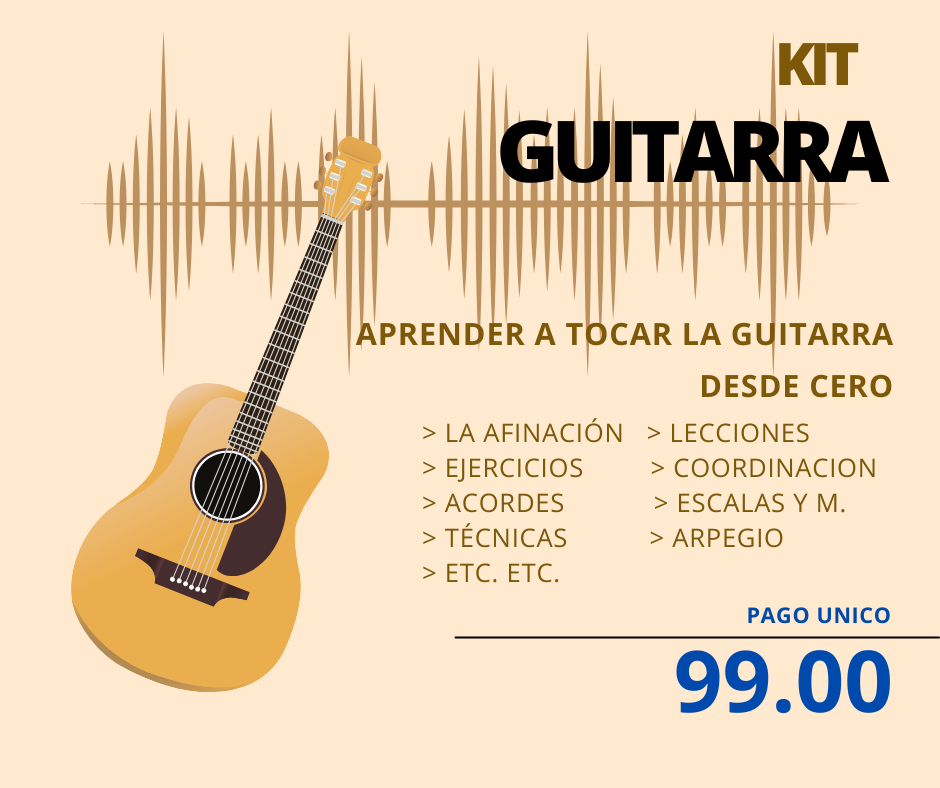 KIT
GUITARRA
APRENDER A TOCAR LA GUITARRA
DESDE CERO
> LA AFINACIÓN > LECCIONES
> EJERCICIOS > COORDINACION
> ACORDES > ESCALAS Y M.
> TÉCNICAS > ARPEGIO
> ETC. ETC.
PAGO UNICO
99.00